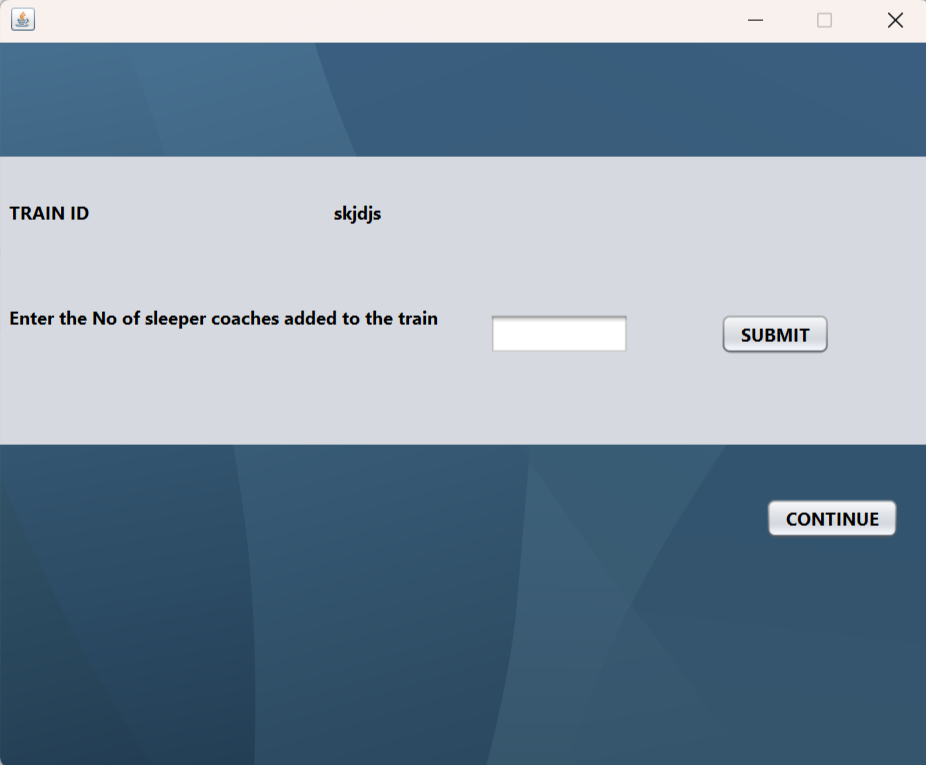 TRAIN ID skjdjs
Enter the No of sleeper coaches added to the train
SUBMIT
CONTINUE